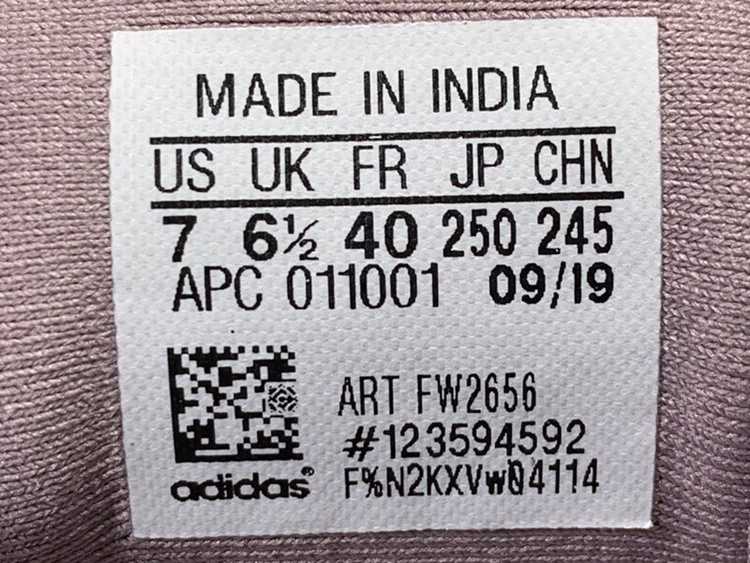 MADE IN INDIA
US UK FR JP CHN
7 6½ 40 250 245
APC 011001 09/19
ART FW2656
#123594592
adidas® F%N2KXVw04114